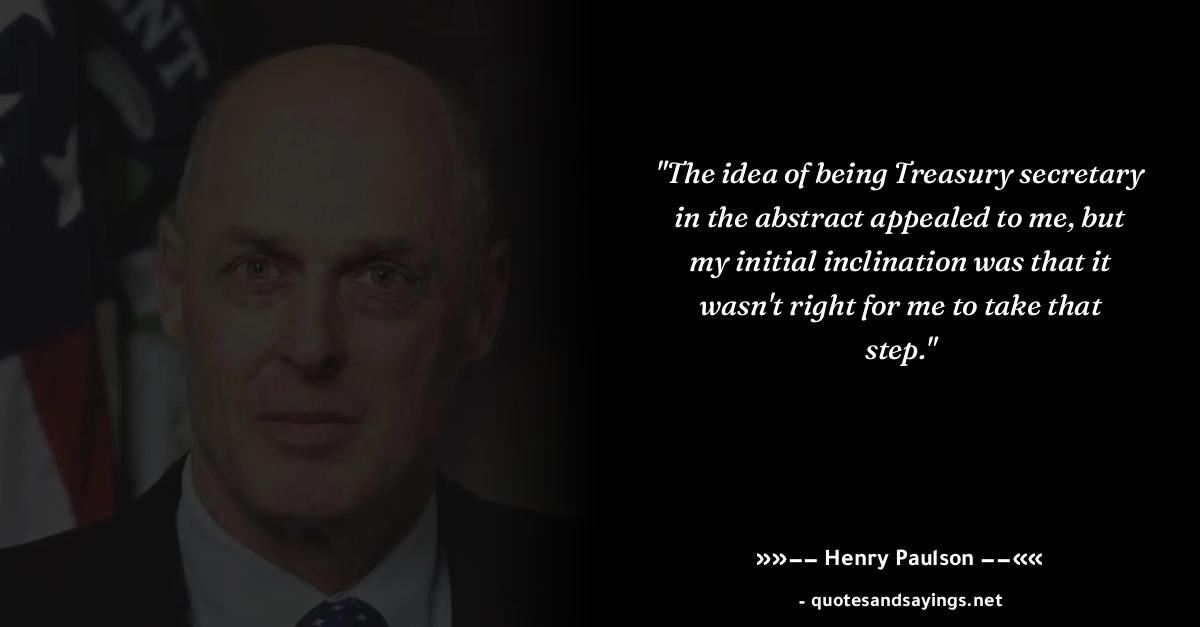 NT
"The idea of being Treasury secretary
in the abstract appealed to me, but
my initial inclination was that it
wasn't right for me to take that
step."
»»−− Henry Paulson −−««
- quotesandsayings.net